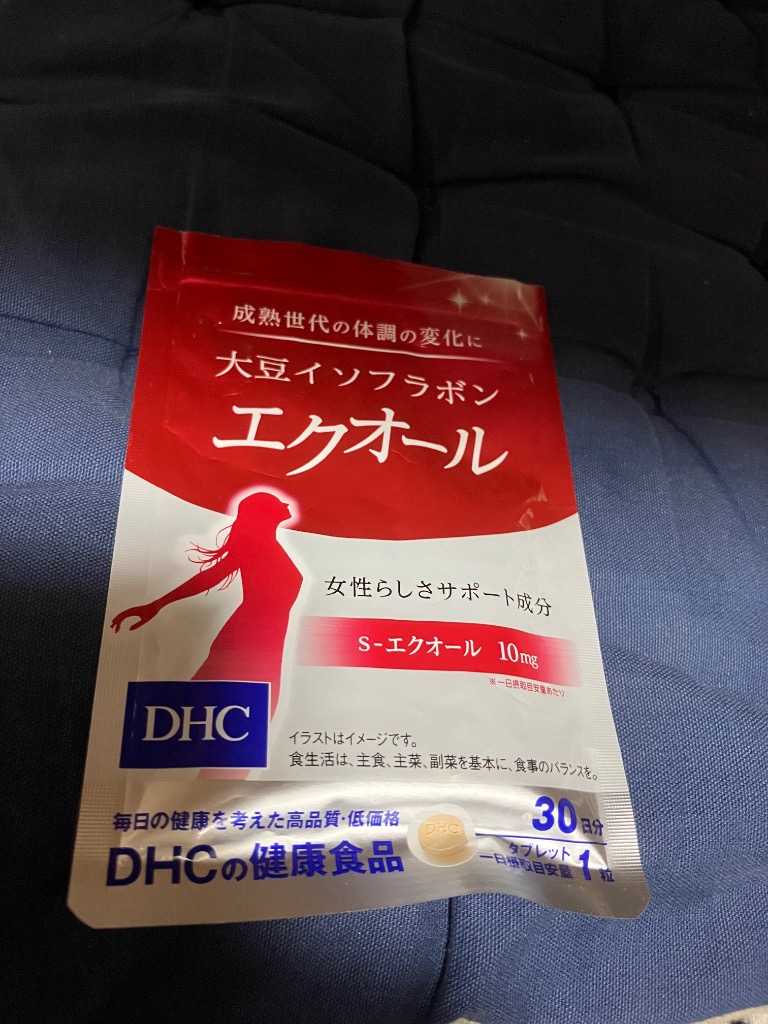 成熟世代の体調の変化に
大豆イソフラボン
エクオール
女性らしさサポート成分
S-エクオール 10mg
※一日摂取目安量あたり
DHC
イラストはイメージです。
食生活は、主食、主菜、副菜を基本に、食事のバランスを。
毎日の健康を考えた高品質・低価格
DHCの健康食品
DHC
30日分
タブレット
一日摂取目安量 1粒